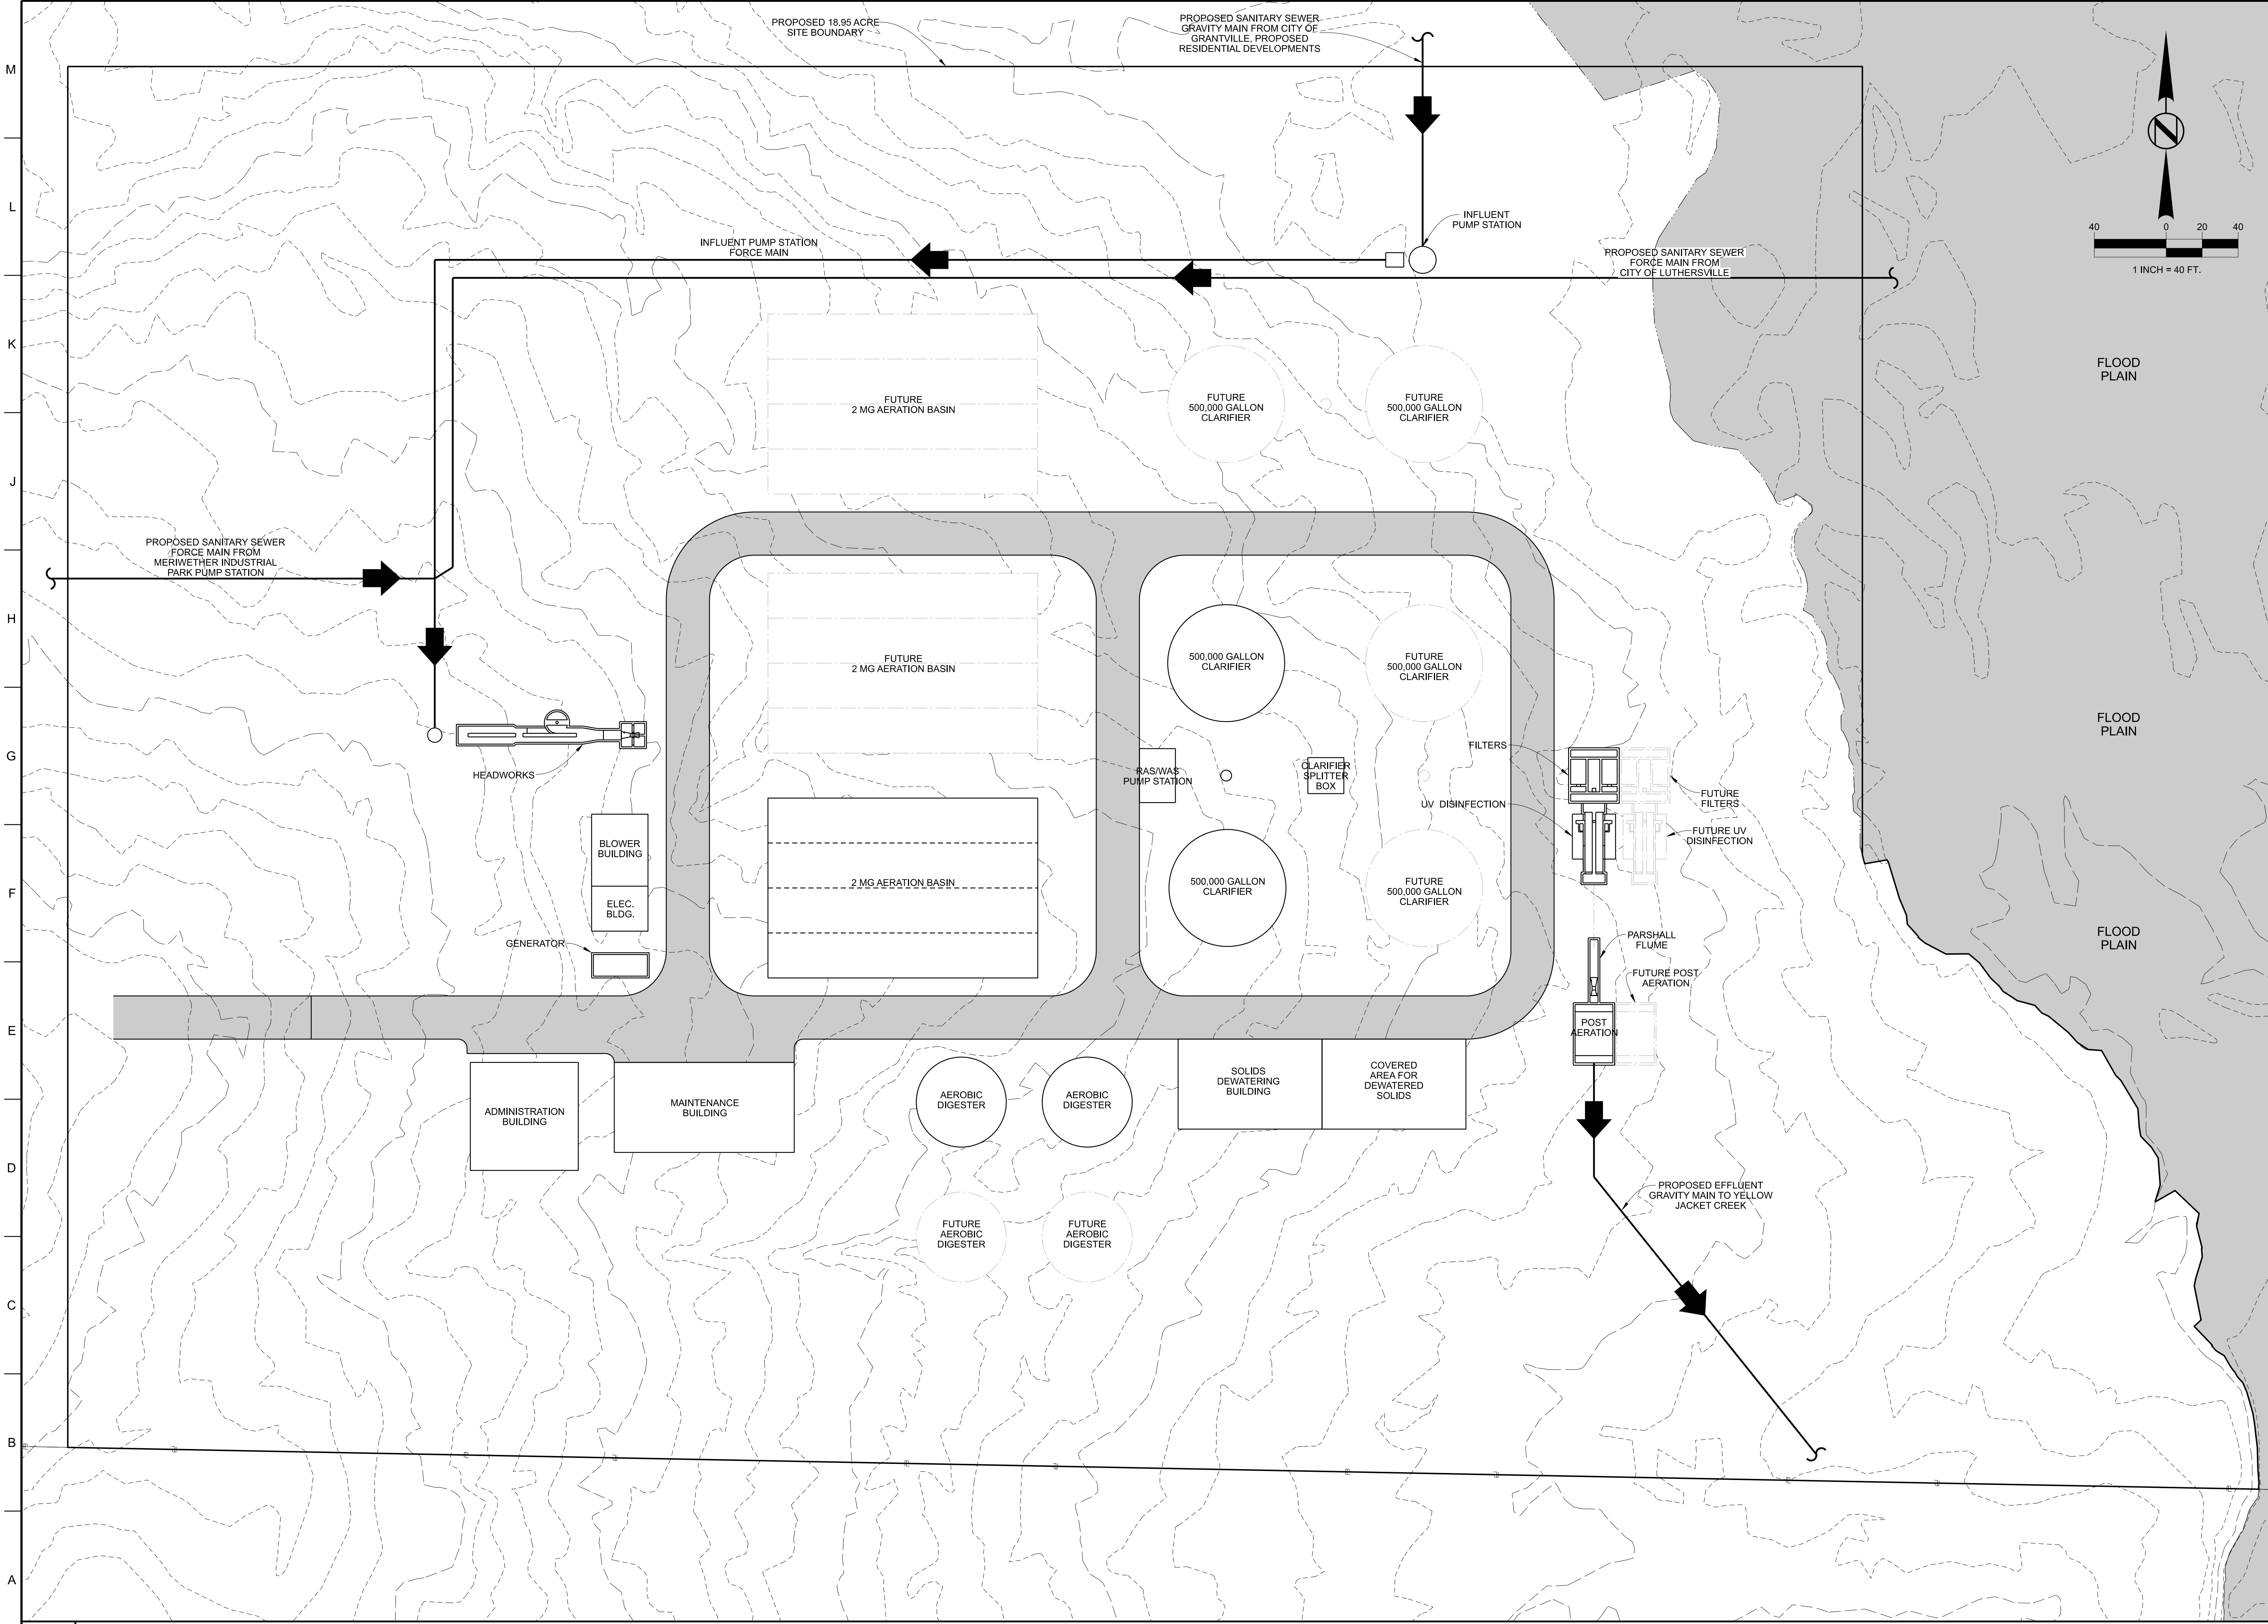 PROPOSED 18.95 ACRE
SITE BOUNDARY
PROPOSED SANITARY SEWER
GRAVITY MAIN FROM CITY OF
GRANTVILLE, PROPOSED
RESIDENTIAL DEVELOPMENTS
M
L
K
J
H
G
F
E
D
C
B
A
N
40
0
20
40
1 INCH = 40 FT.
INFLUENT
PUMP STATION
INFLUENT PUMP STATION
FORCE MAIN
PROPOSED SANITARY SEWER
FORCE MAIN FROM
CITY OF LUTHERSVILLE
FLOOD
PLAIN
FUTURE
2 MG AERATION BASIN
FUTURE
500,000 GALLON
CLARIFIER
FUTURE
500,000 GALLON
CLARIFIER
PROPOSED SANITARY SEWER
FORCE MAIN FROM
MERIWETHER INDUSTRIAL
PARK PUMP STATION
FUTURE
2 MG AERATION BASIN
500,000 GALLON
CLARIFIER
FUTURE
500,000 GALLON
CLARIFIER
FLOOD
PLAIN
HEADWORKS
RAS/WAS
PUMP STATION
CLARIFIER
SPLITTER
BOX
FILTERS
FUTURE
FILTERS
UV DISINFECTION
FUTURE UV
DISINFECTION
BLOWER
BUILDING
ELEC.
BLDG.
2 MG AERATION BASIN
500,000 GALLON
CLARIFIER
FUTURE
500,000 GALLON
CLARIFIER
FLOOD
PLAIN
GENERATOR
PARSHALL
FLUME
FUTURE POST
AERATION
POST
AERATION
ADMINISTRATION
BUILDING
MAINTENANCE
BUILDING
AEROBIC
DIGESTER
AEROBIC
DIGESTER
SOLIDS
DEWATERING
BUILDING
COVERED
AREA FOR
DEWATERED
SOLIDS
PROPOSED EFFLUENT
GRAVITY MAIN TO YELLOW
JACKET CREEK
FUTURE
AEROBIC
DIGESTER
FUTURE
AEROBIC
DIGESTER